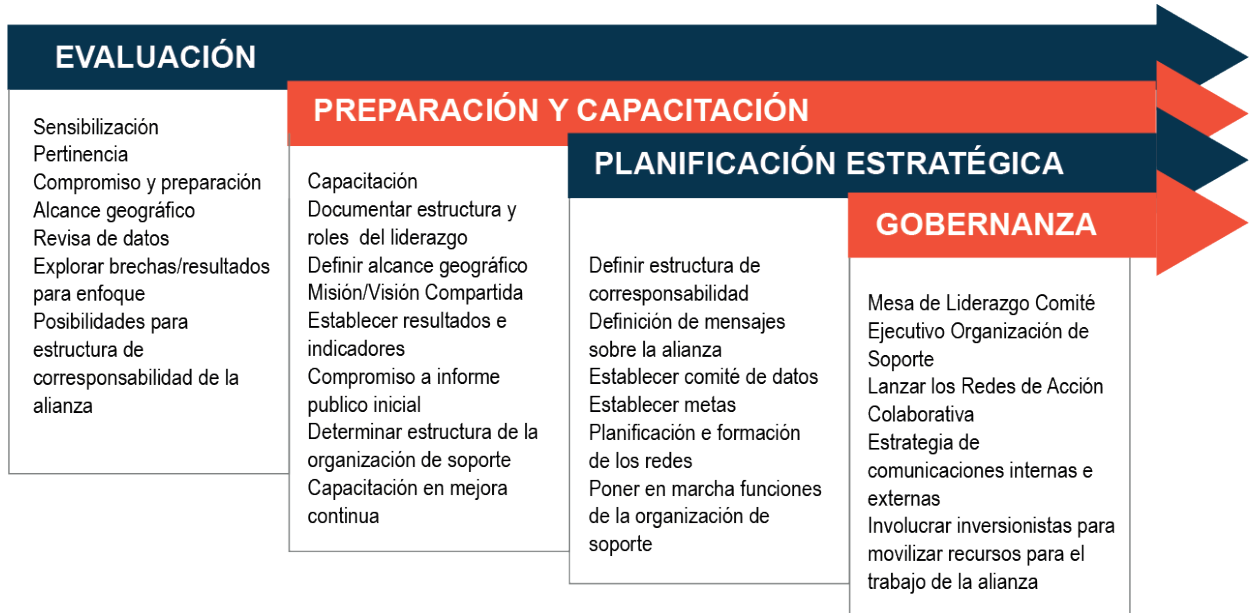 EVALUACIÓN
Sensibilización
Pertinencia
Compromiso y preparación
Alcance geográfico
Revisa de datos
Explorar brechas/resultados
para enfoque
Posibilidades para
estructura de
corresponsabilidad de la
alianza
PREPARACIÓN Y CAPACITACIÓN
Capacitación
Documentar estructura y
roles del liderazgo
Definir alcance geográfico
Misión/Visión Compartida
Establecer resultados e
indicadores
Compromiso a informe
publico inicial
Determinar estructura de la
organización de soporte
Capacitación en mejora
continua
PLANIFICACIÓN ESTRATÉGICA
Definir estructura de
corresponsabilidad
Definición de mensajes
sobre la alianza
Establecer comité de datos
Establecer metas
Planificación e formación
de los redes
Poner en marcha funciones
de la organización de
soporte
GOBERNANZA
Mesa de Liderazgo Comité
Ejecutivo Organización de
Soporte
Lanzar los Redes de Acción
Colaborativa
Estrategia de
comunicaciones internas e
externas
Involucrar inversionistas para
movilizar recursos para el
trabajo de la alianza